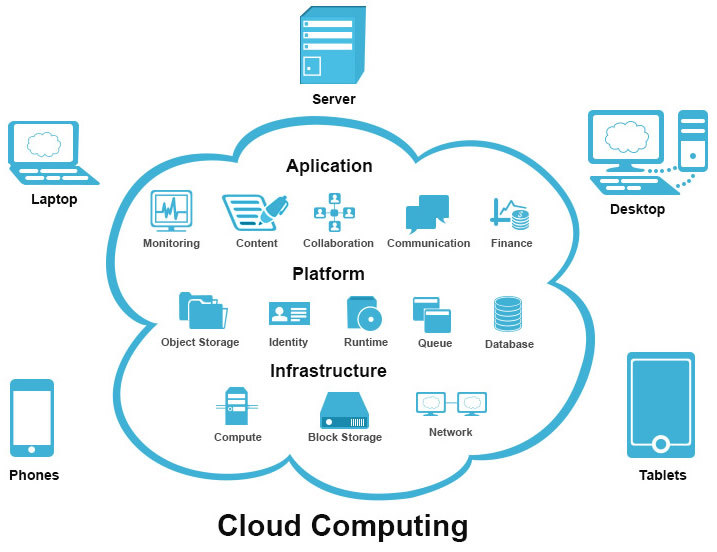 Server
Laptop
Desktop
Aplication
Monitoring
Content
Collaboration
Communication
Finance
Platform
Object Storage
Identity
Runtime
Queue
Database
Infrastructure
Compute
Block Storage
Network
Phones
Tablets
Cloud Computing